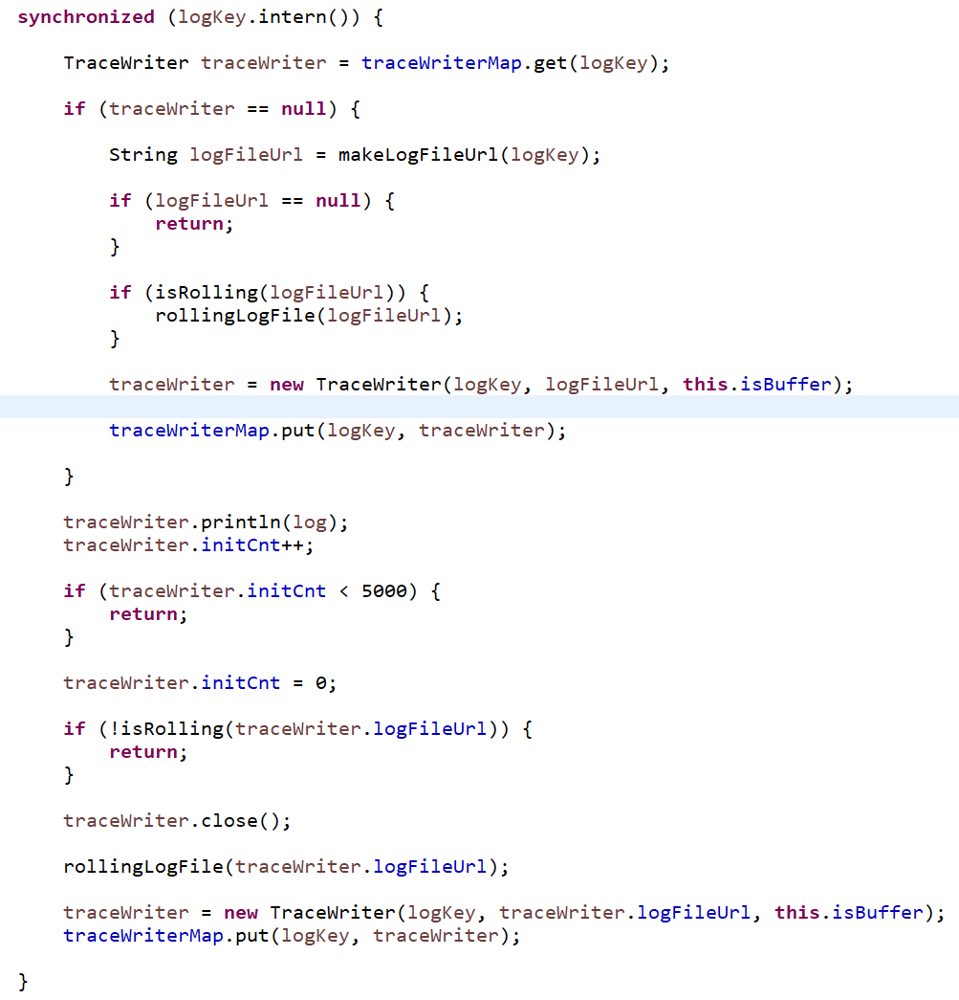 synchronized (logKey.intern()) {
TraceWriter traceWriter = traceWriterMap.get(logKey);
if (traceWriter == null) {
String logFileUrl = makeLogFileUrl(logKey);
if (logFileUrl == null) {
return;
}
if (isRolling(logFileUrl)) {
rollingLogFile(logFileUrl);
}
traceWriter = new TraceWriter(logKey, logFileUrl, this.isBuffer);
traceWriterMap.put(logKey, traceWriter);
}
traceWriter.println(log);
traceWriter.initCnt++;
if (traceWriter.initCnt < 5000) {
return;
}
traceWriter.initCnt = 0;
if (!isRolling(traceWriter.logFileUrl)) {
return;
}
traceWriter.close();
rollingLogFile(traceWriter.logFileUrl);
traceWriter = new TraceWriter(logKey, traceWriter.logFileUrl, this.isBuffer);
traceWriterMap.put(logKey, traceWriter);
}